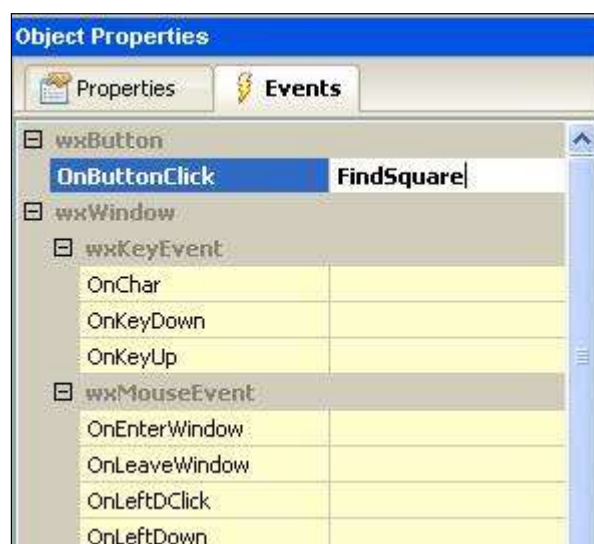 Object Properties
Properties Events
wxButton
OnButtonClick FindSquare
wxWindow
wxKeyEvent
OnChar
OnKeyDown
OnKeyUp
wxMouseEvent
OnEnterWindow
OnLeaveWindow
OnLeftDClick
OnLeftDown